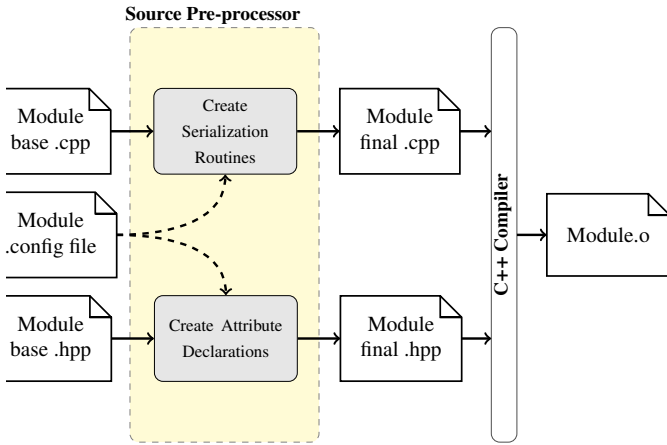 Source Pre-processor
Module
base .cpp
Create
Serialization
Routines
Module
final .cpp
Module
.config file
C++ Compiler
Module.o
Module
base .hpp
Create Attribute
Declarations
Module
final .hpp